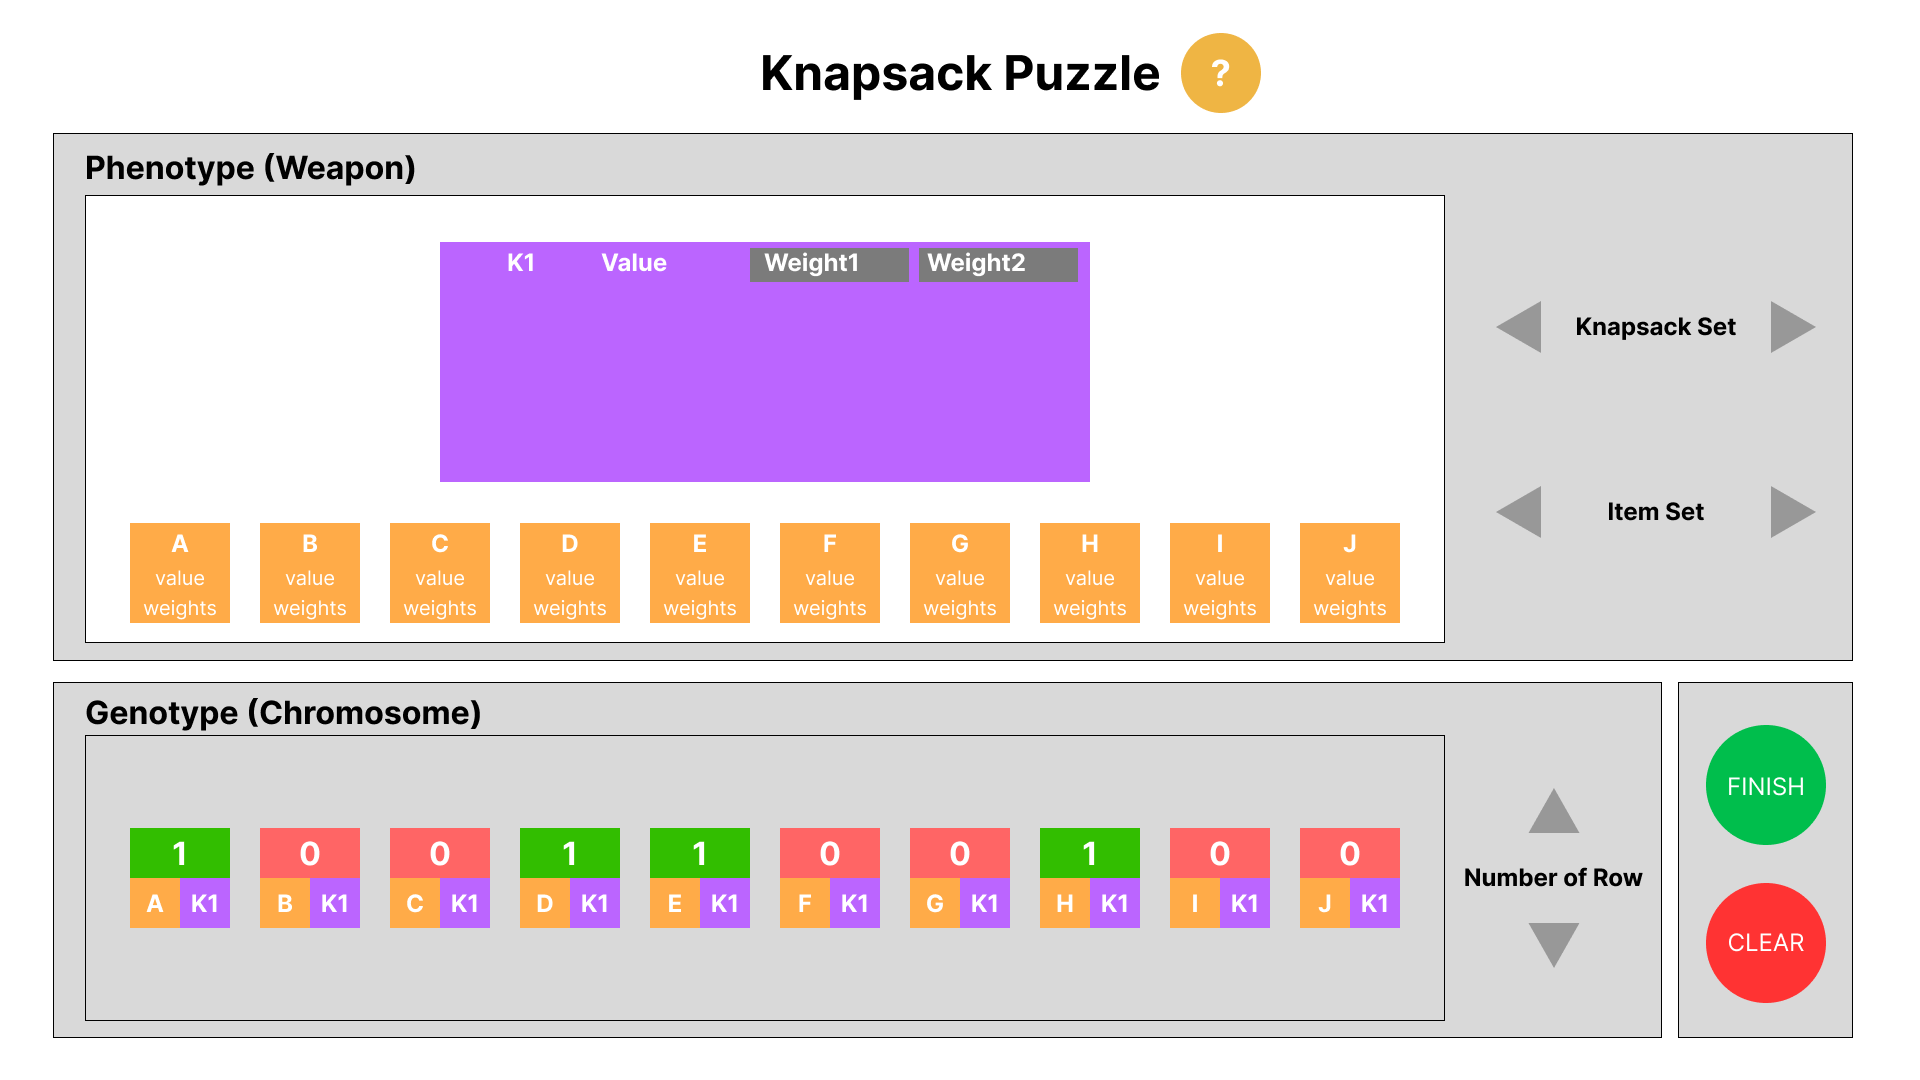 Knapsack Puzzle ?
Phenotype (Weapon)
K1 Value Weight1 Weight2
Knapsack Set
Item Set
A B C D E F G H I J
value value value value value value value value value value
weights weights weights weights weights weights weights weights weights weights
Genotype (Chromosome)
1 0 0 1 1 0 0 1 0 0
A K1 B K1 C K1 D K1 E K1 F K1 G K1 H K1 I K1 J K1
Number of Row
FINISH
CLEAR